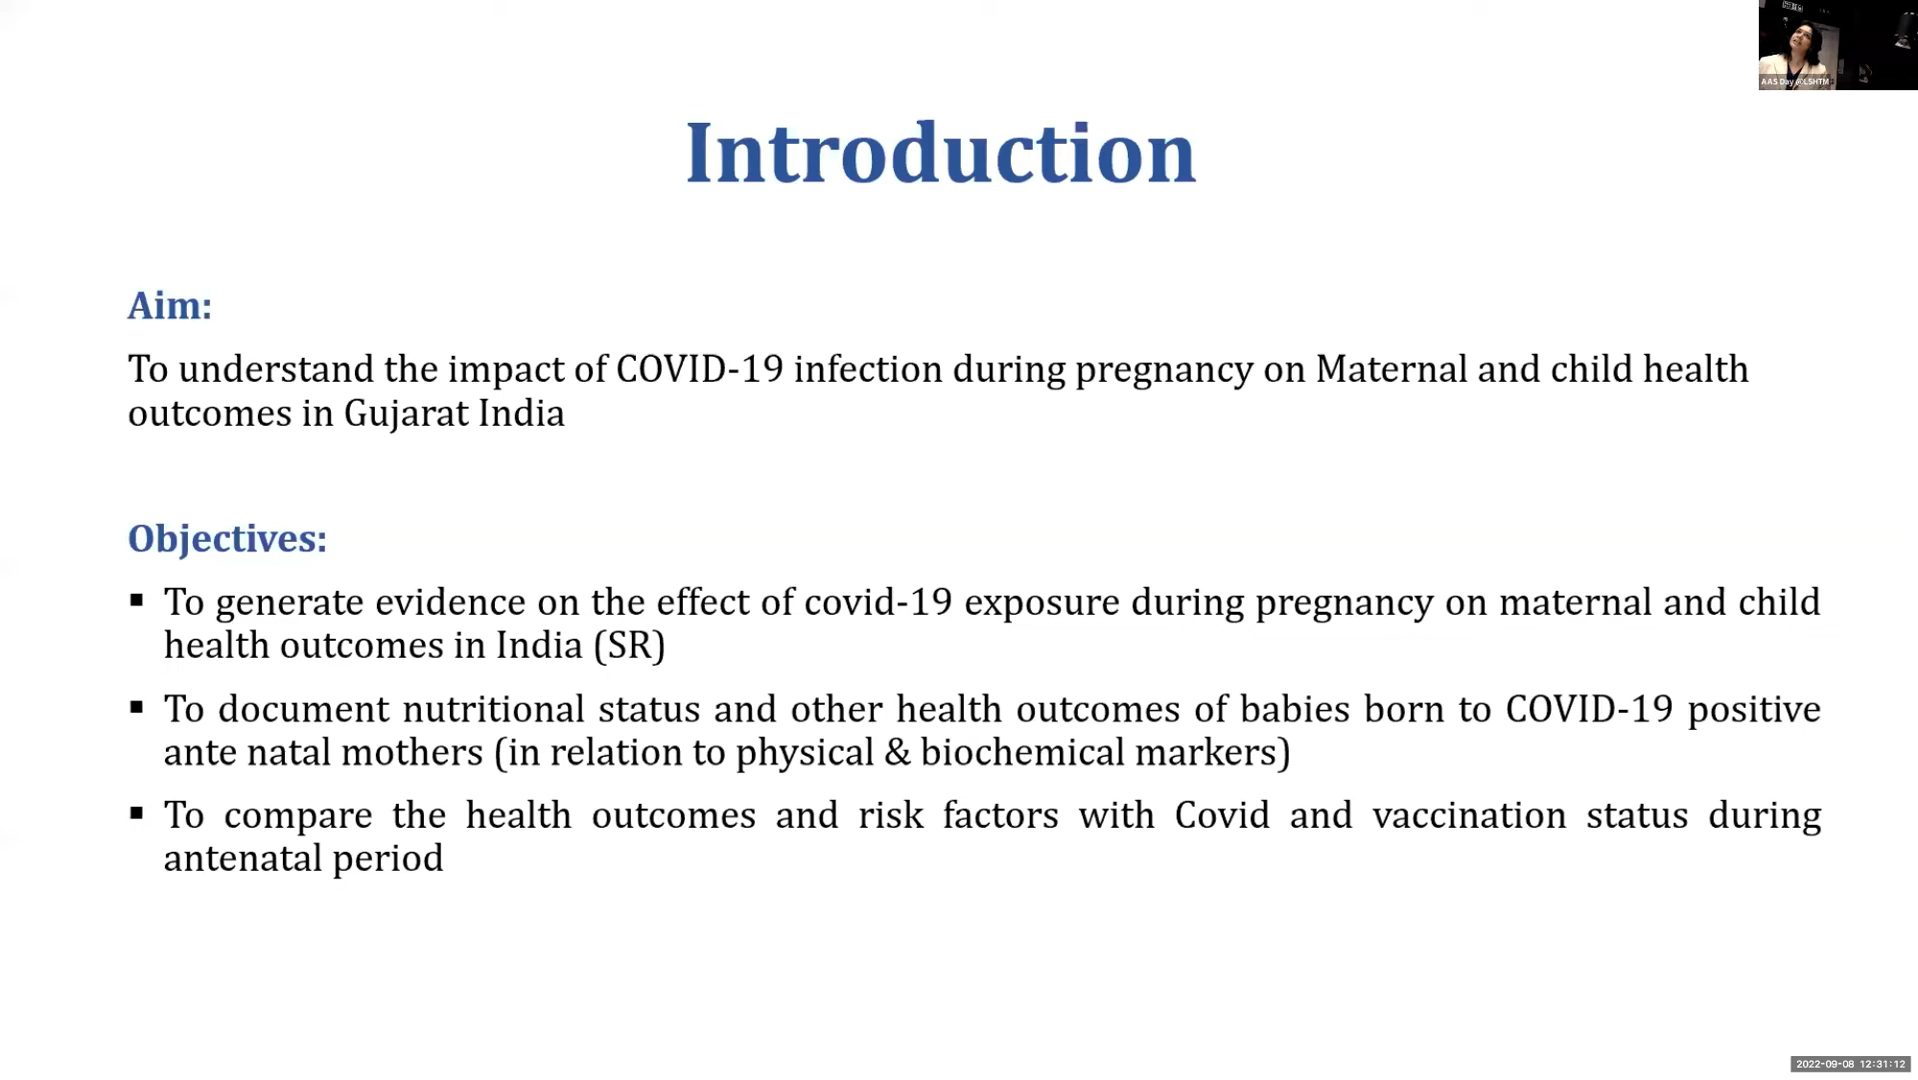 AAS Day @LSHTM
Introduction
Aim:
To understand the impact of COVID-19 infection during pregnancy on Maternal and child health
outcomes in Gujarat India
Objectives:
▪ To generate evidence on the effect of covid-19 exposure during pregnancy on maternal and child
health outcomes in India (SR)
▪ To document nutritional status and other health outcomes of babies born to COVID-19 positive
ante natal mothers (in relation to physical & biochemical markers)
▪ To compare the health outcomes and risk factors with Covid and vaccination status during
antenatal period
2022-09-08 12:31:12